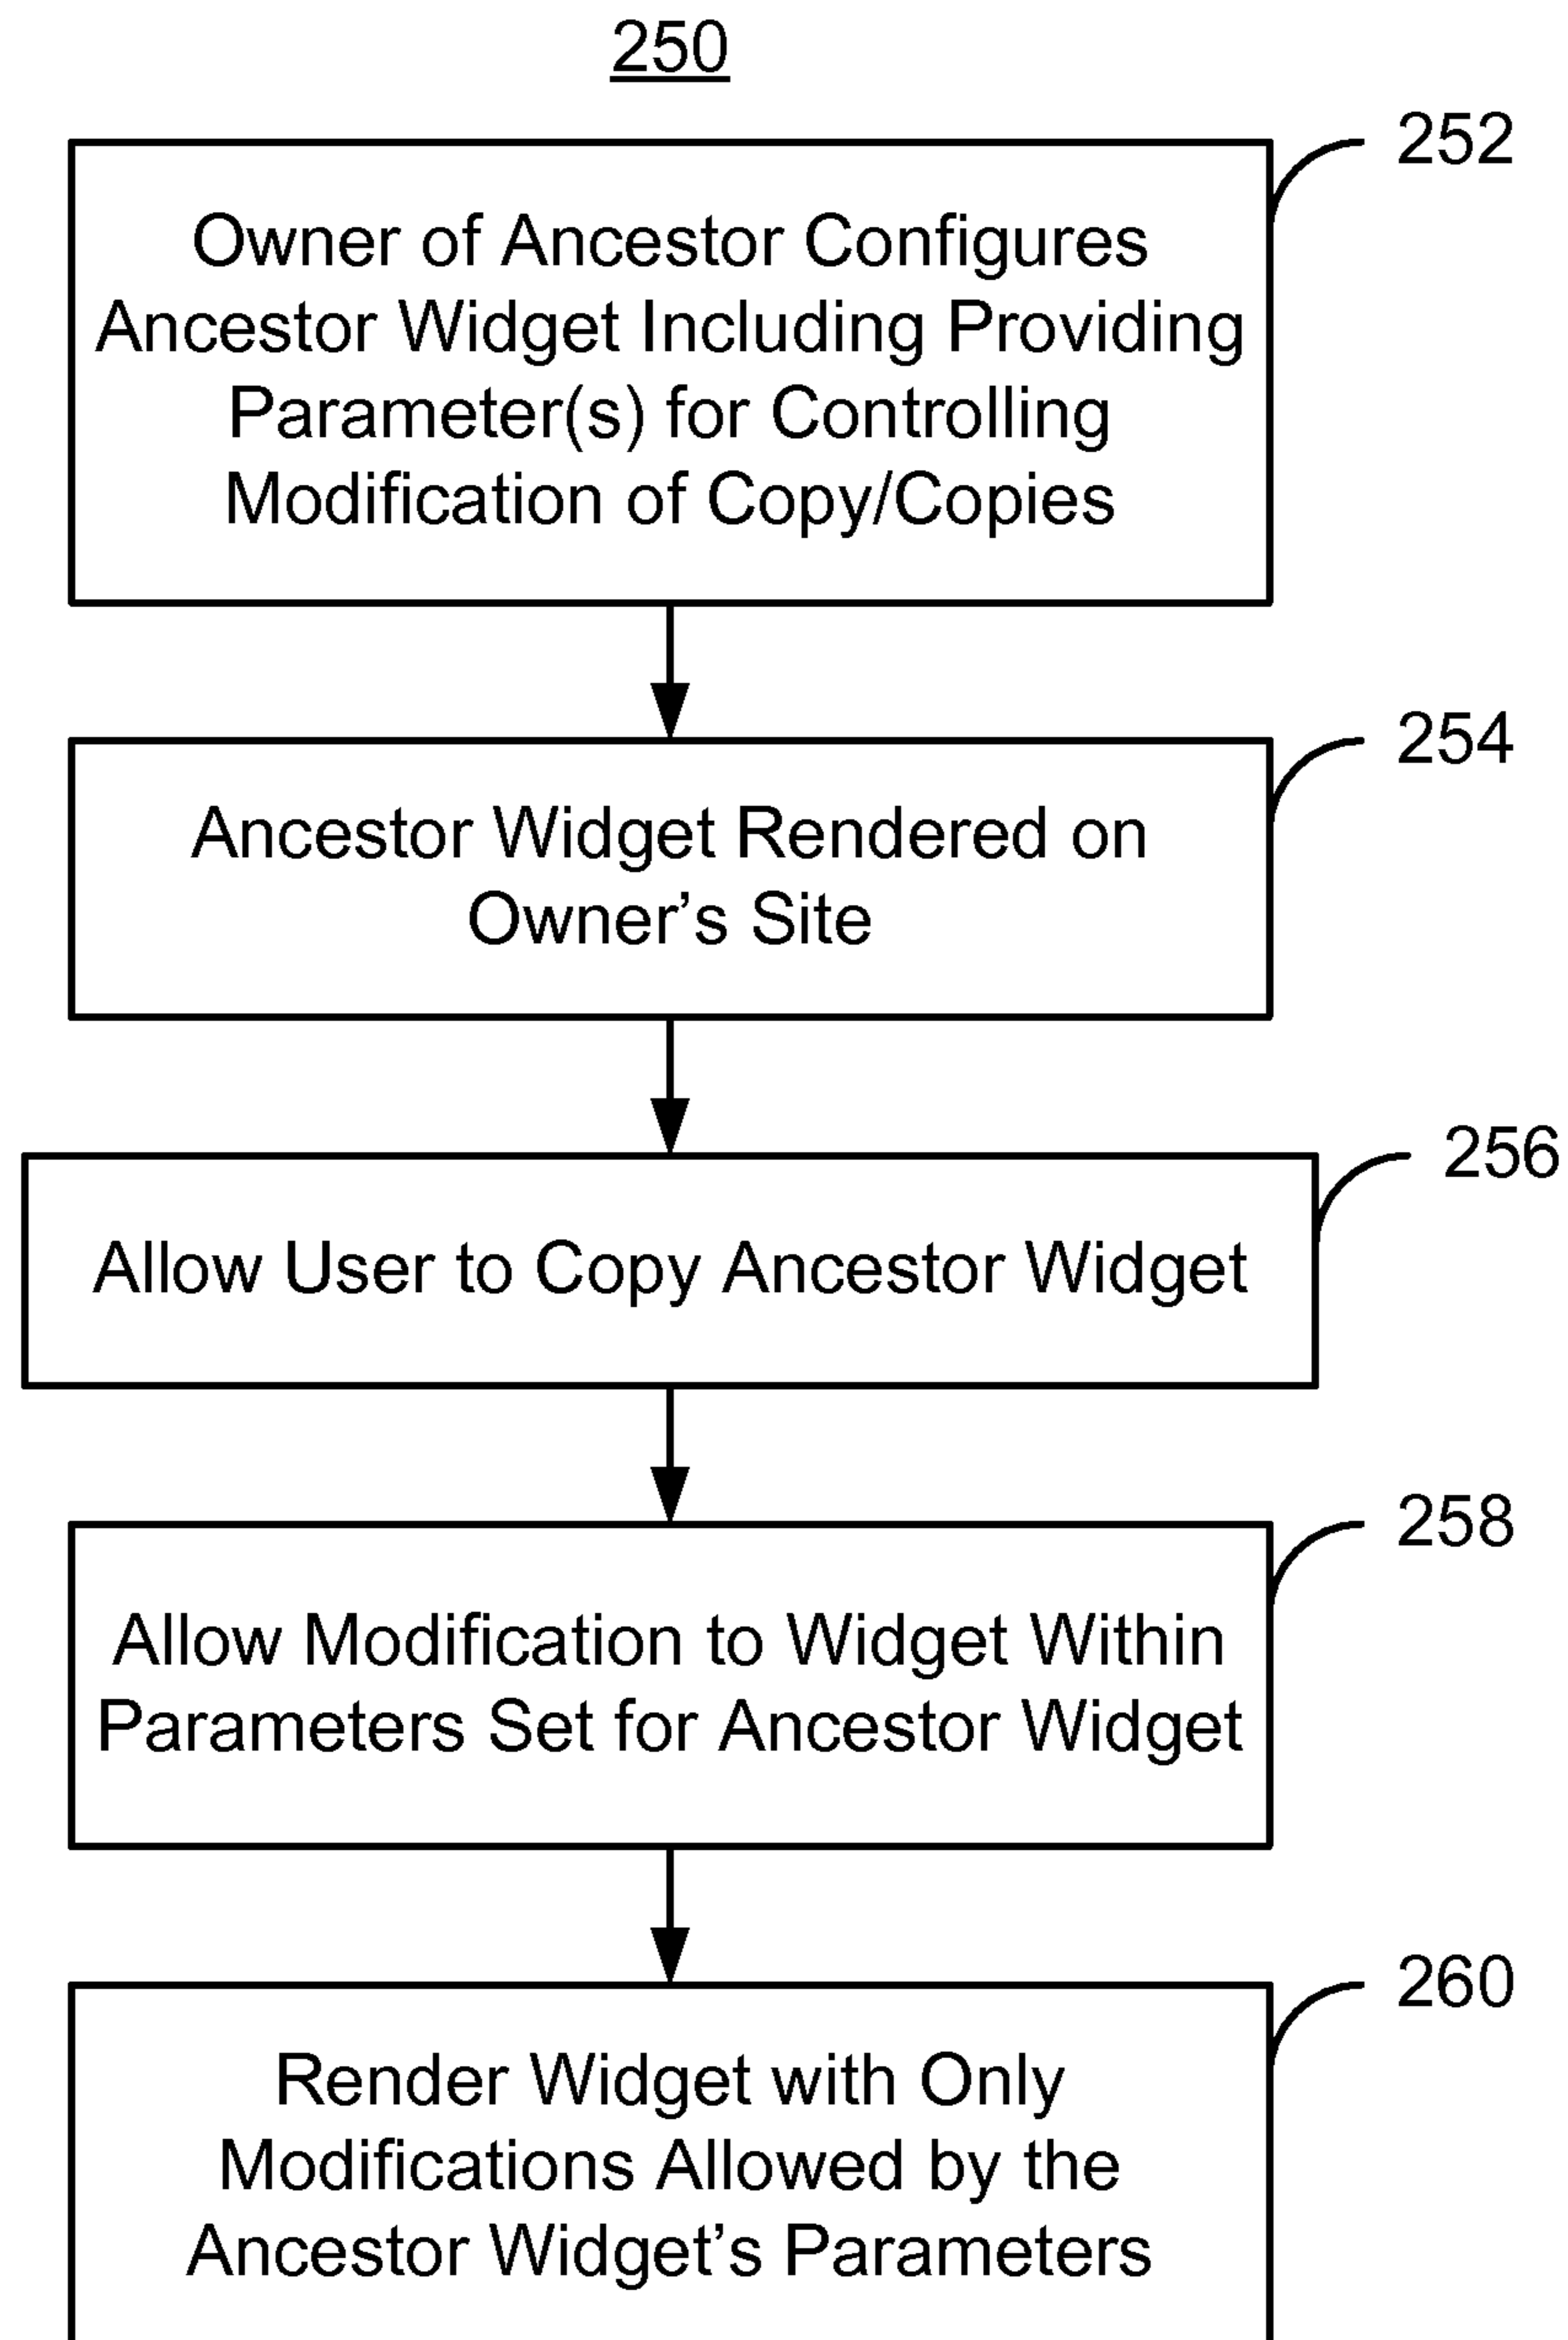 250
252
Owner of Ancestor Configures
Ancestor Widget Including Providing
Parameter(s) for Controlling
Modification of Copy/Copies
254
Ancestor Widget Rendered on
Owner’s Site
256
Allow User to Copy Ancestor Widget
258
Allow Modification to Widget Within
Parameters Set for Ancestor Widget
260
Render Widget with Only
Modifications Allowed by the
Ancestor Widget’s Parameters